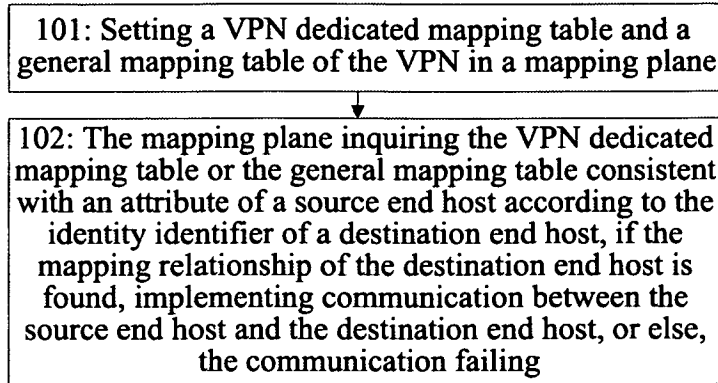 101: Setting a VPN dedicated mapping table and a
general mapping table of the VPN in a mapping plane
102: The mapping plane inquiring the VPN dedicated
mapping table or the general mapping table consistent
with an attribute of a source end host according to the
identity identifier of a destination end host, if the
mapping relationship of the destination end host is
found, implementing communication between the
source end host and the destination end host, or else,
the communication failing